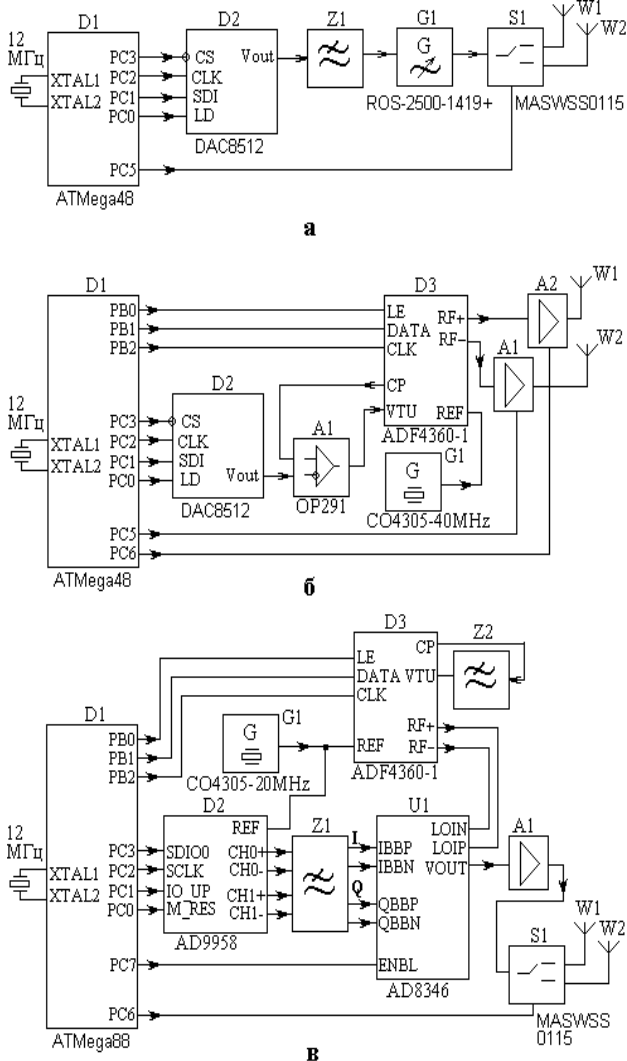 12
МГц
D1
XTAL1
XTAL2
PC3
PC2
PC1
PC0
PC5
ATMega48
D2
CS
CLK
SDI
LD
Vout
DAC8512
Z1
G1
G
ROS-2500-1419+
S1
MASWSS0115
W1
W2
а
D1
12
МГц
XTAL1
XTAL2
PB0
PB1
PB2
PC3
PC2
PC1
PC0
PC5
PC6
ATMega48
D2
CS
CLK
SDI
LD
Vout
DAC8512
A1
OP291
D3
LE
DATA
CLK
CP
VTU
RF+
RF-
REF
ADF4360-1
G1
G
CO4305-40MHz
A2
A1
W1
W2
б
D1
12
МГц
XTAL1
XTAL2
PB0
PB1
PB2
PC3
PC2
PC1
PC0
PC7
PC6
ATMega88
G1
G
CO4305-20MHz
D3
LE
DATA
CLK
REF
CP
VTU
RF+
RF-
ADF4360-1
Z2
D2
REF
SDIO0
SCLK
IO_UP
M_RES
CH0+
CH0-
CH1+
CH1-
AD9958
Z1
I
Q
U1
IBBP
IBBN
QBBP
QBBN
ENBL
LOIN
LOIP
VOUT
AD8346
A1
S1
W1
W2
MASWSS
0115
в